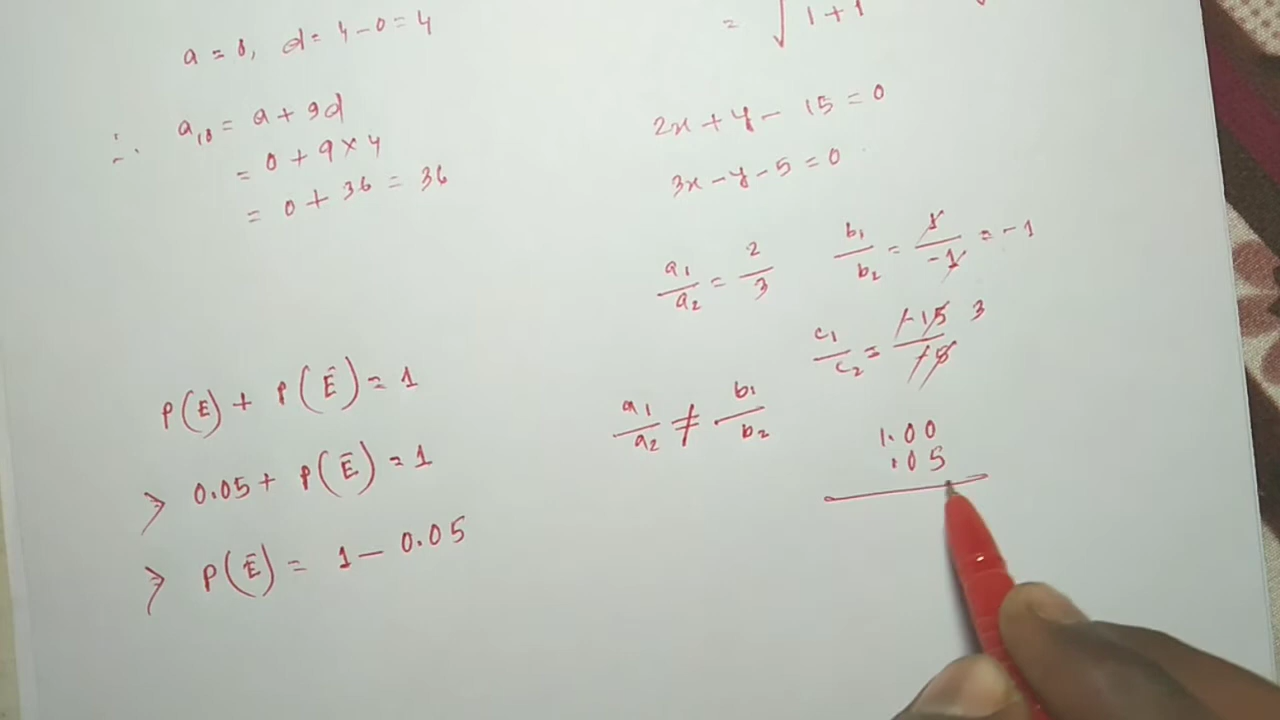 a = 0, d = 4 - 0 = 4
∴ a₁₀ = a + 9d
= 0 + 9 × 4
= 0 + 36 = 36
P(E) + P(Ē) = 1
⇒ 0.05 + P(Ē) = 1
⇒ P(Ē) = 1 - 0.05
= √1 + 1
2x + y - 15 = 0
3x - y - 5 = 0
a₁/a₂ = 2/3 b₁/b₂ = 1/-1 = -1
c₁/c₂ = -15/-5 3
a₁/a₂ ≠ b₁/b₂
1.00
.05